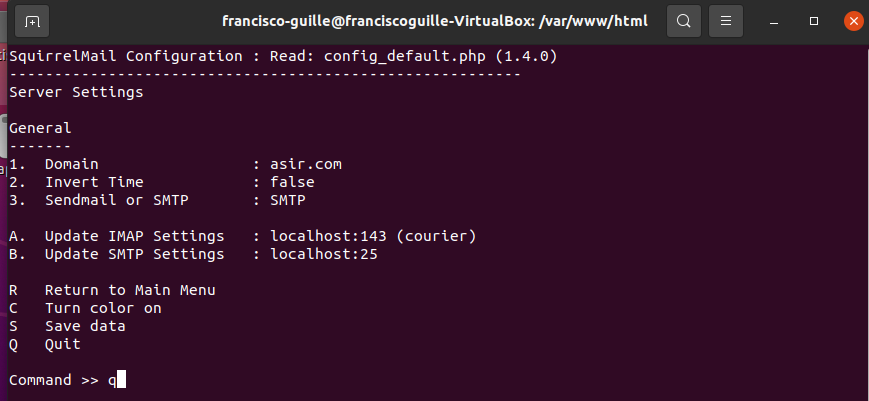 francisco-guille@franciscoguille-VirtualBox: /var/www/html
SquirrelMail Configuration : Read: config_default.php (1.4.0)
---------------------------------------------------------
Server Settings

General
-------
1.  Domain                 : asir.com
2.  Invert Time            : false
3.  Sendmail or SMTP       : SMTP

A.  Update IMAP Settings   : localhost:143 (courier)
B.  Update SMTP Settings   : localhost:25

R   Return to Main Menu
C   Turn color on
S   Save data
Q   Quit

Command >> q